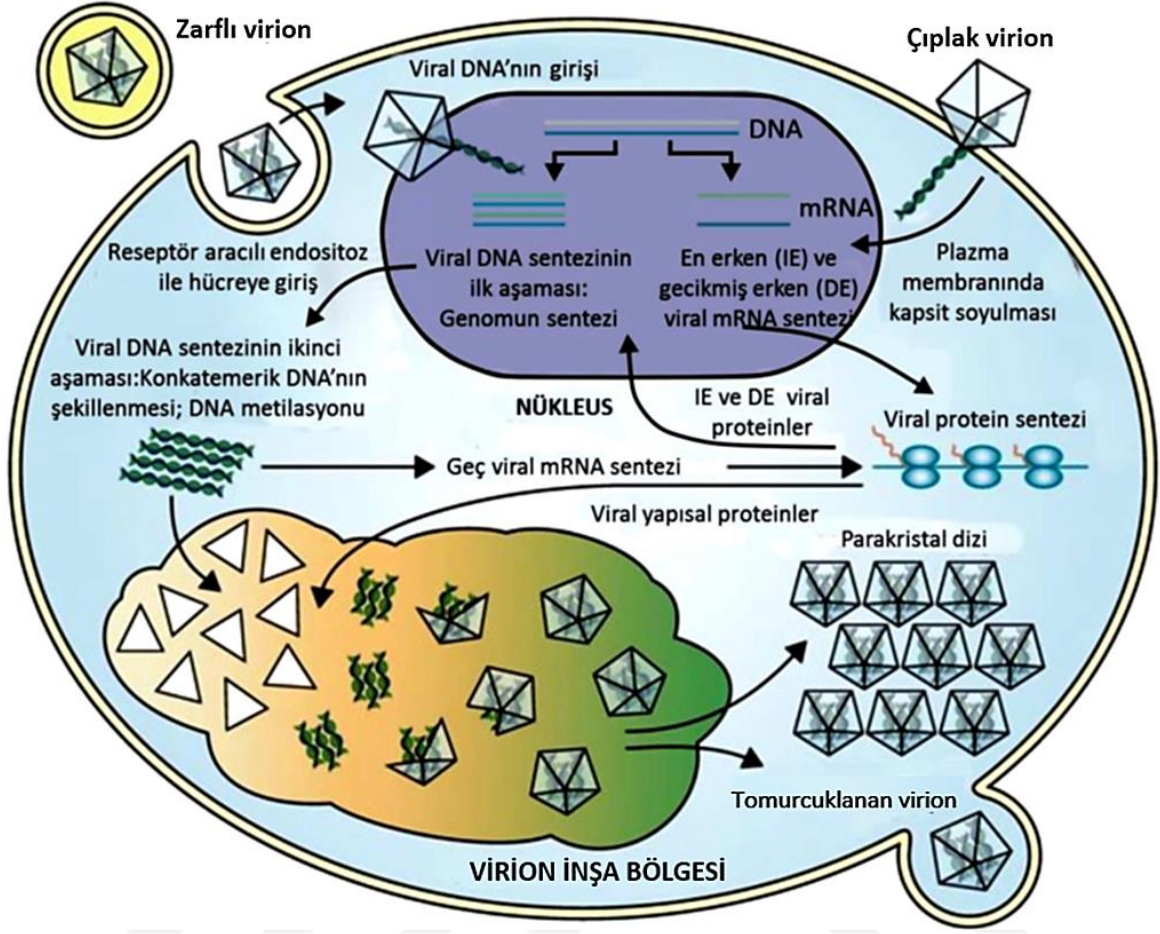 Zarflı virion
Çıplak virion
Viral DNA’nın girişi
DNA
mRNA
Reseptör aracılı endositoz
ile hücreye giriş
Viral DNA sentezinin
ilk aşaması:
Genomun sentezi
En erken (IE) ve
gecikmiş erken (DE)
viral mRNA sentezi
Plazma
membranında
kapsit soyulması
Viral DNA sentezinin ikinci
aşaması:Konkatemerik DNA’nın
şekillenmesi; DNA metilasyonu
NÜKLEUS
IE ve DE viral
proteinler
Viral protein sentezi
Geç viral mRNA sentezi
Viral yapısal proteinler
Parakristal dizi
Tomurcuklanan virion
VİRİON İNŞA BÖLGESİ